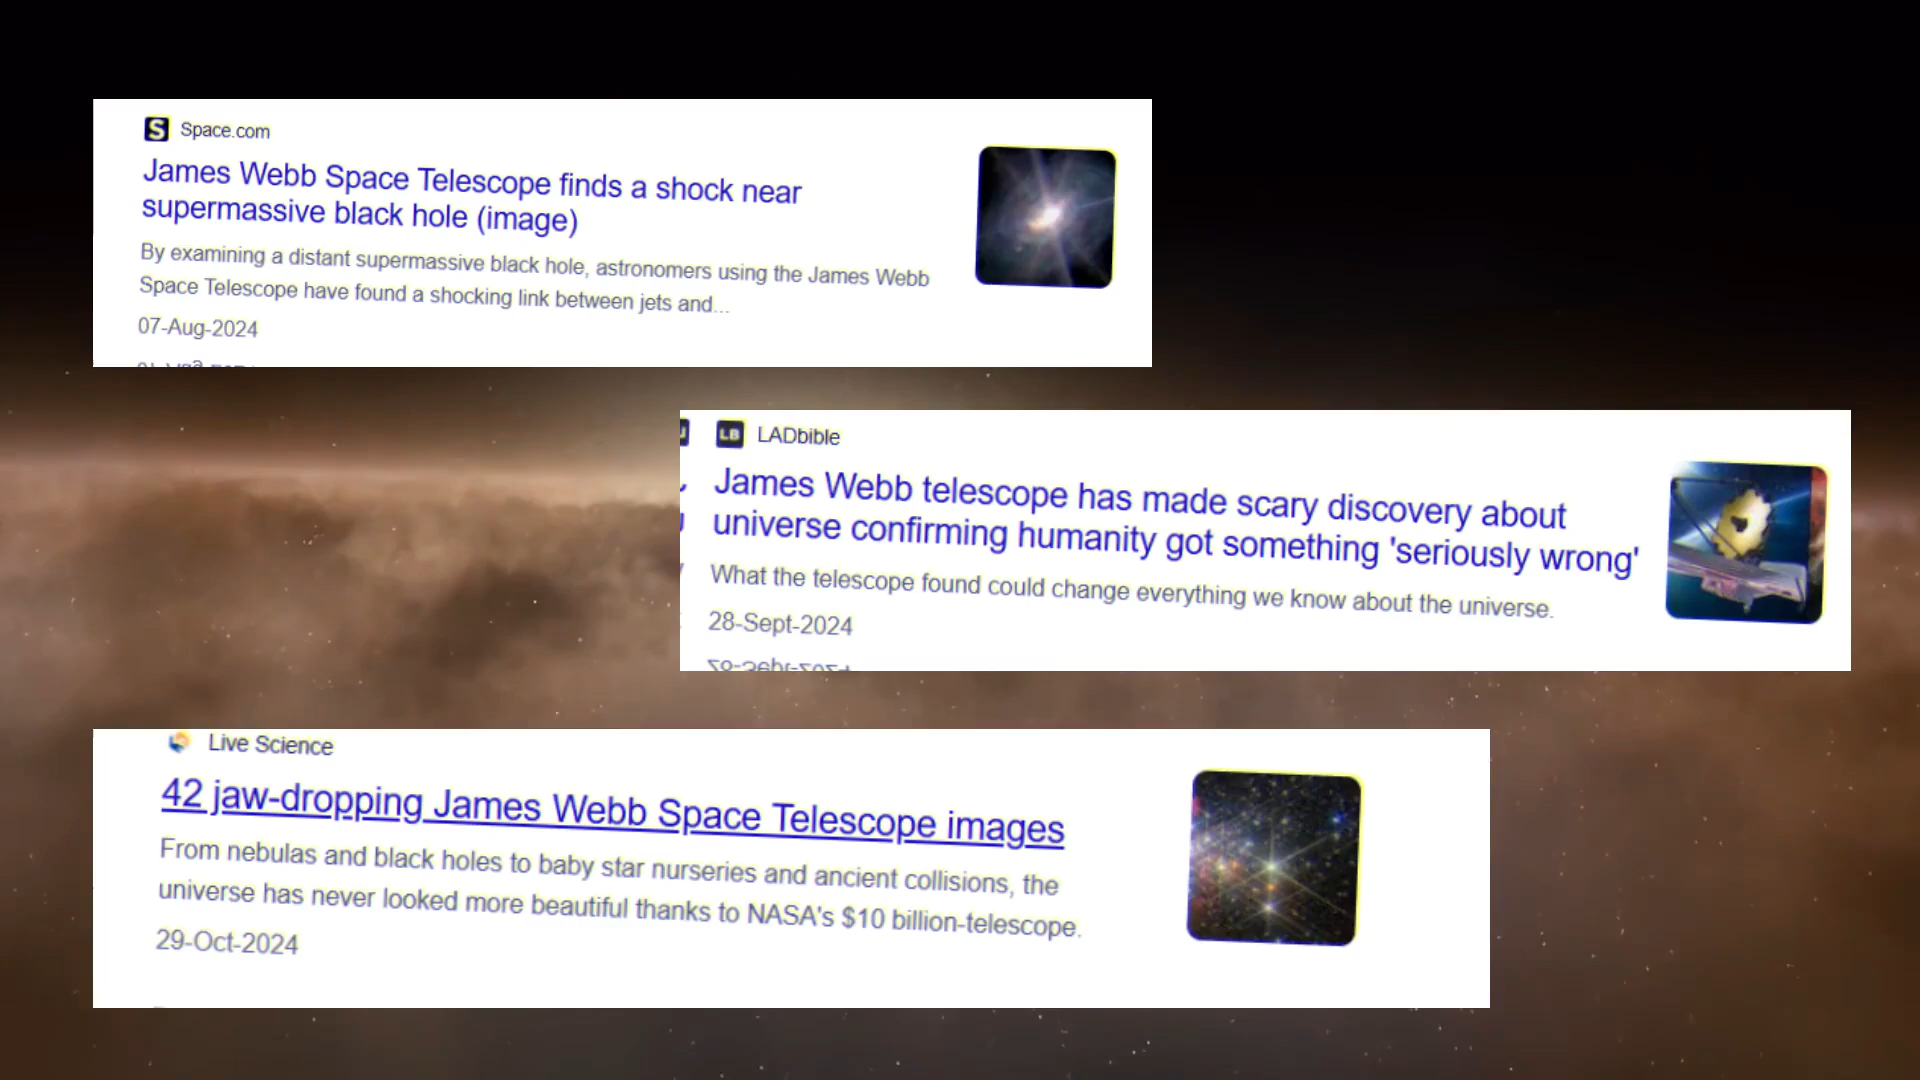 S Space.com
James Webb Space Telescope finds a shock near
supermassive black hole (image)
By examining a distant supermassive black hole, astronomers using the James Webb
Space Telescope have found a shocking link between jets and...
07-Aug-2024
LB LADbible
James Webb telescope has made scary discovery about
universe confirming humanity got something 'seriously wrong'
What the telescope found could change everything we know about the universe.
28-Sept-2024
Live Science
42 jaw-dropping James Webb Space Telescope images
From nebulas and black holes to baby star nurseries and ancient collisions, the
universe has never looked more beautiful thanks to NASA's $10 billion-telescope.
29-Oct-2024